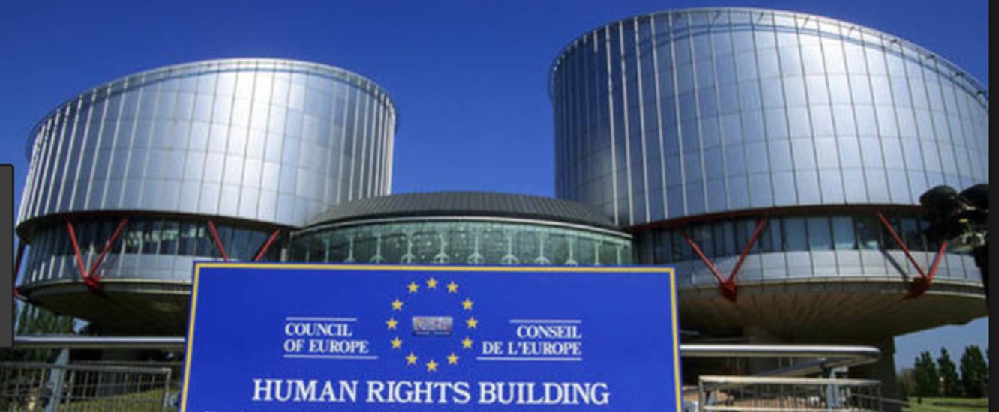 COUNCIL
OF EUROPE
CONSEIL
DE L'EUROPE
HUMAN RIGHTS BUILDING